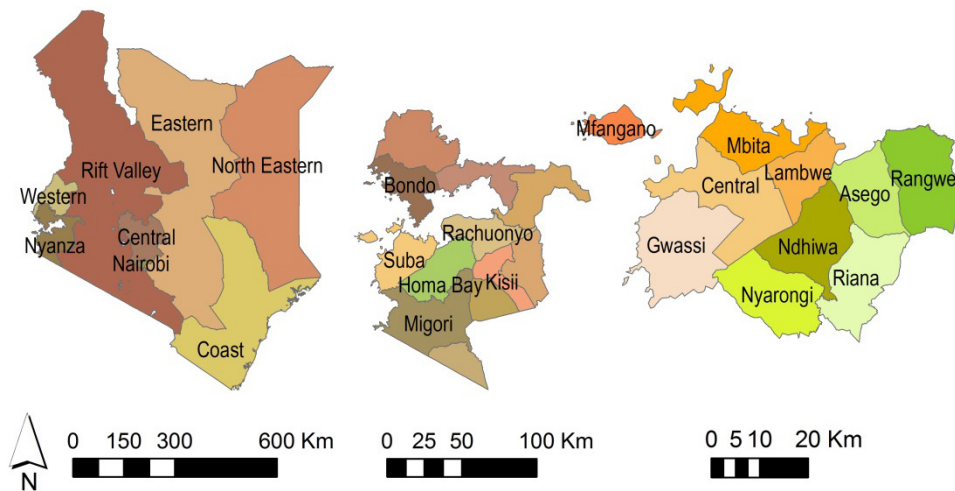 Eastern
North Eastern
Rift Valley
Western
Nyanza
Central
Nairobi
Coast
Bondo
Rachuonyo
Suba
Homa Bay
Kisii
Migori
Mfangano
Mbita
Lambwe
Central
Asego
Rangwe
Gwassi
Ndhiwa
Riana
Nyarongi
N
0 150 300 600 Km
0 25 50 100 Km
0 5 10 20 Km